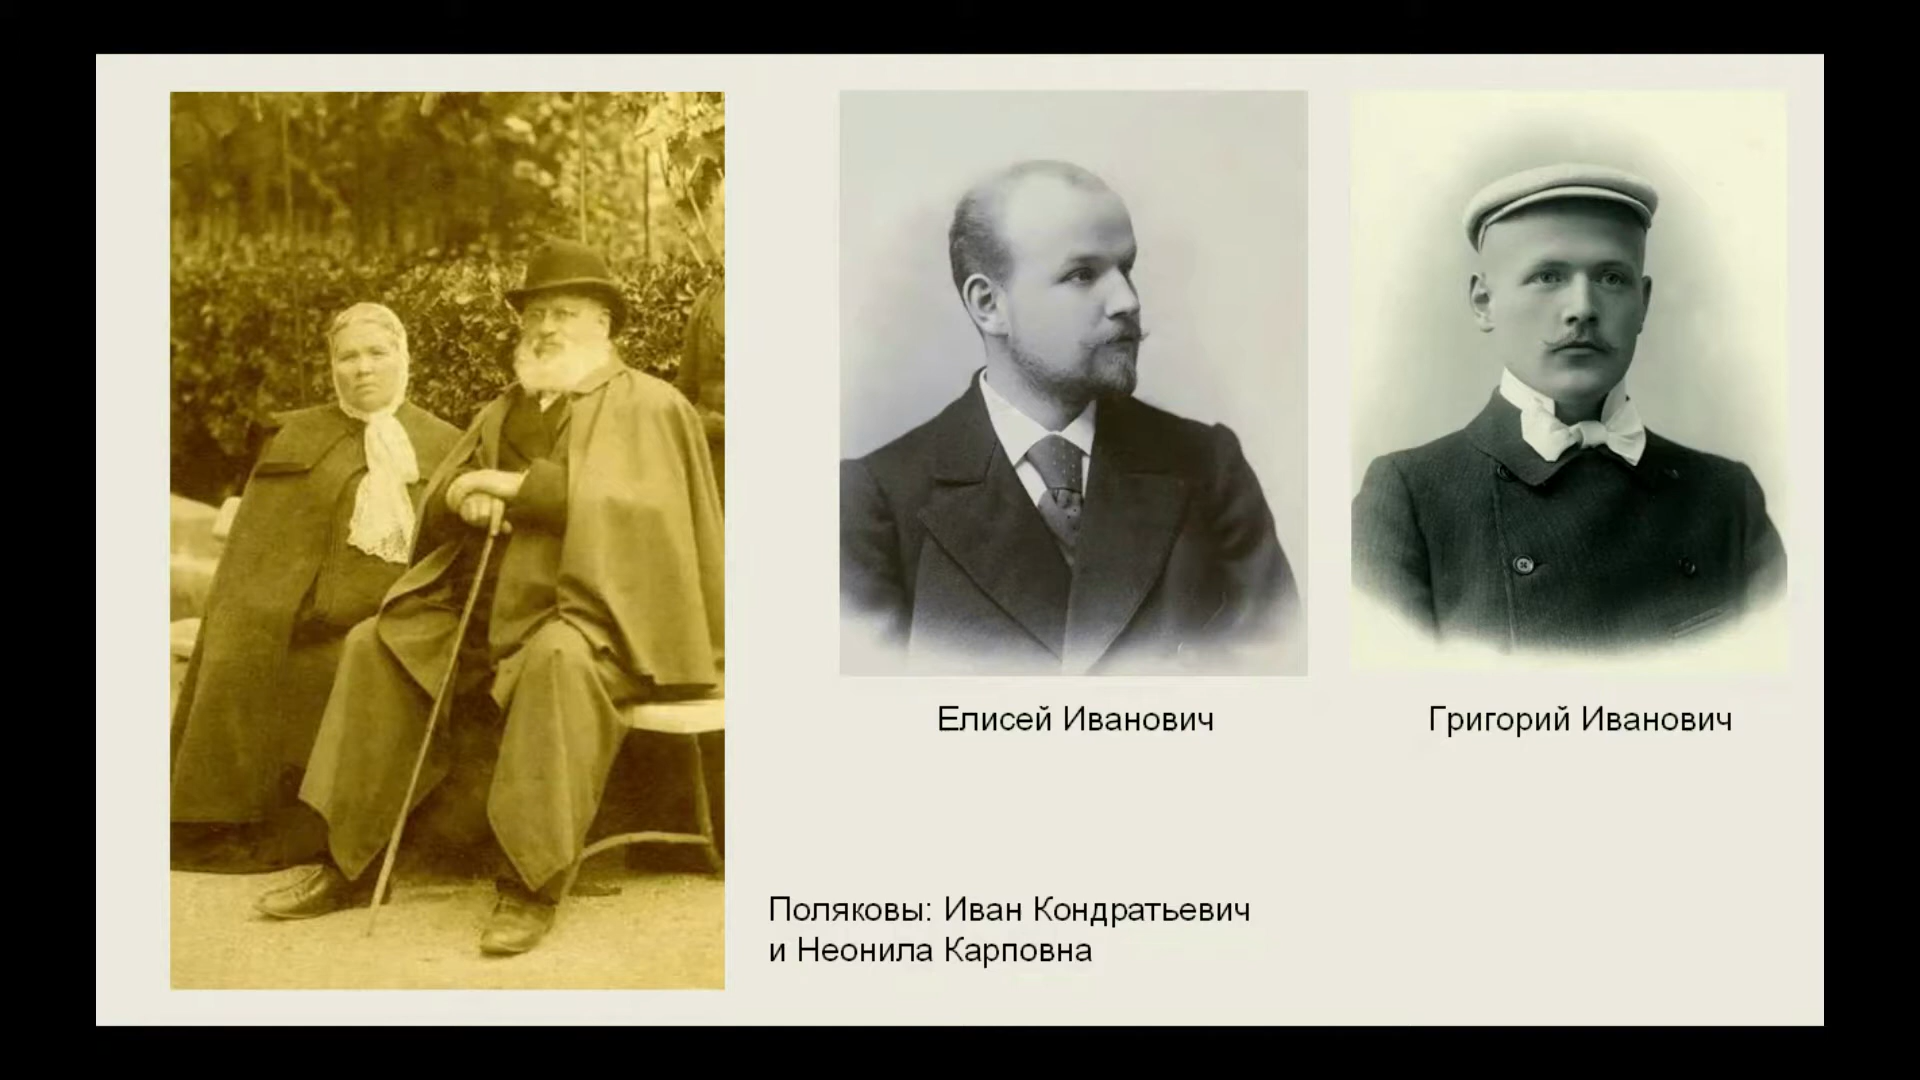 Елисей Иванович
Григорий Иванович
Поляковы: Иван Кондратьевич
и Неонила Карповна